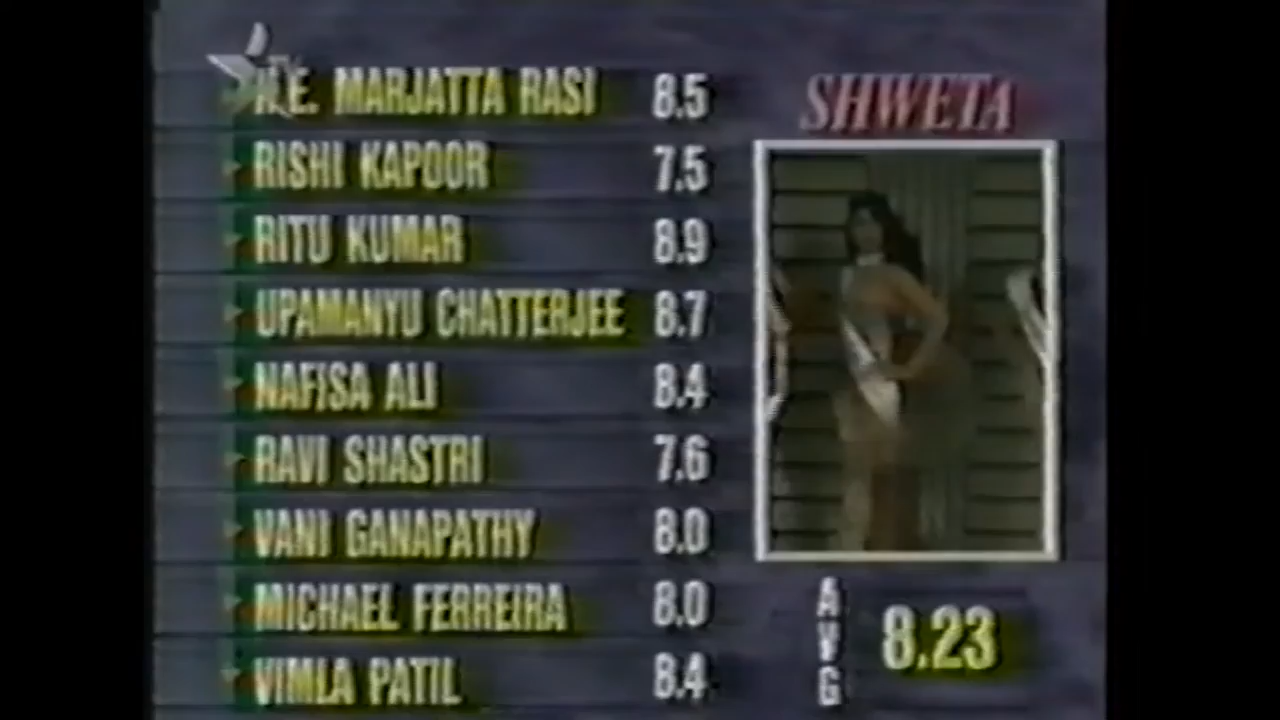 TV
H.E. MARJATTA RASI 8.5
RISHI KAPOOR 7.5
RITU KUMAR 8.9
UPAMANYU CHATTERJEE 8.7
NAFISA ALI 8.4
RAVI SHASTRI 7.6
VANI GANAPATHY 8.0
MICHAEL FERREIRA 8.0
VIMLA PATIL 8.4
SHWETA
AVG 8.23